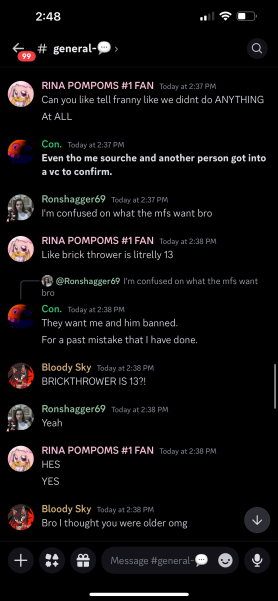 2:48
99
# general-💬 ›
RINA POMPOMS #1 FAN Today at 2:37 PM
Can you like tell franny like we didnt do ANYTHING
At ALL
Con. Today at 2:37 PM
Even tho me sourche and another person got into
a vc to confirm.
Ronshagger69 Today at 2:37 PM
I'm confused on what the mfs want bro
RINA POMPOMS #1 FAN Today at 2:38 PM
Like brick thrower is litrelly 13
@Ronshagger69 I'm confused on what the mfs want
bro
Con. Today at 2:38 PM
They want me and him banned.
For a past mistake that I have done.
Bloody Sky Today at 2:38 PM
BRICKTHROWER IS 13?!
Ronshagger69 Today at 2:38 PM
Yeah
RINA POMPOMS #1 FAN Today at 2:38 PM
HES
YES
Bloody Sky Today at 2:38 PM
Bro I thought you were older omg
Message #general-💬